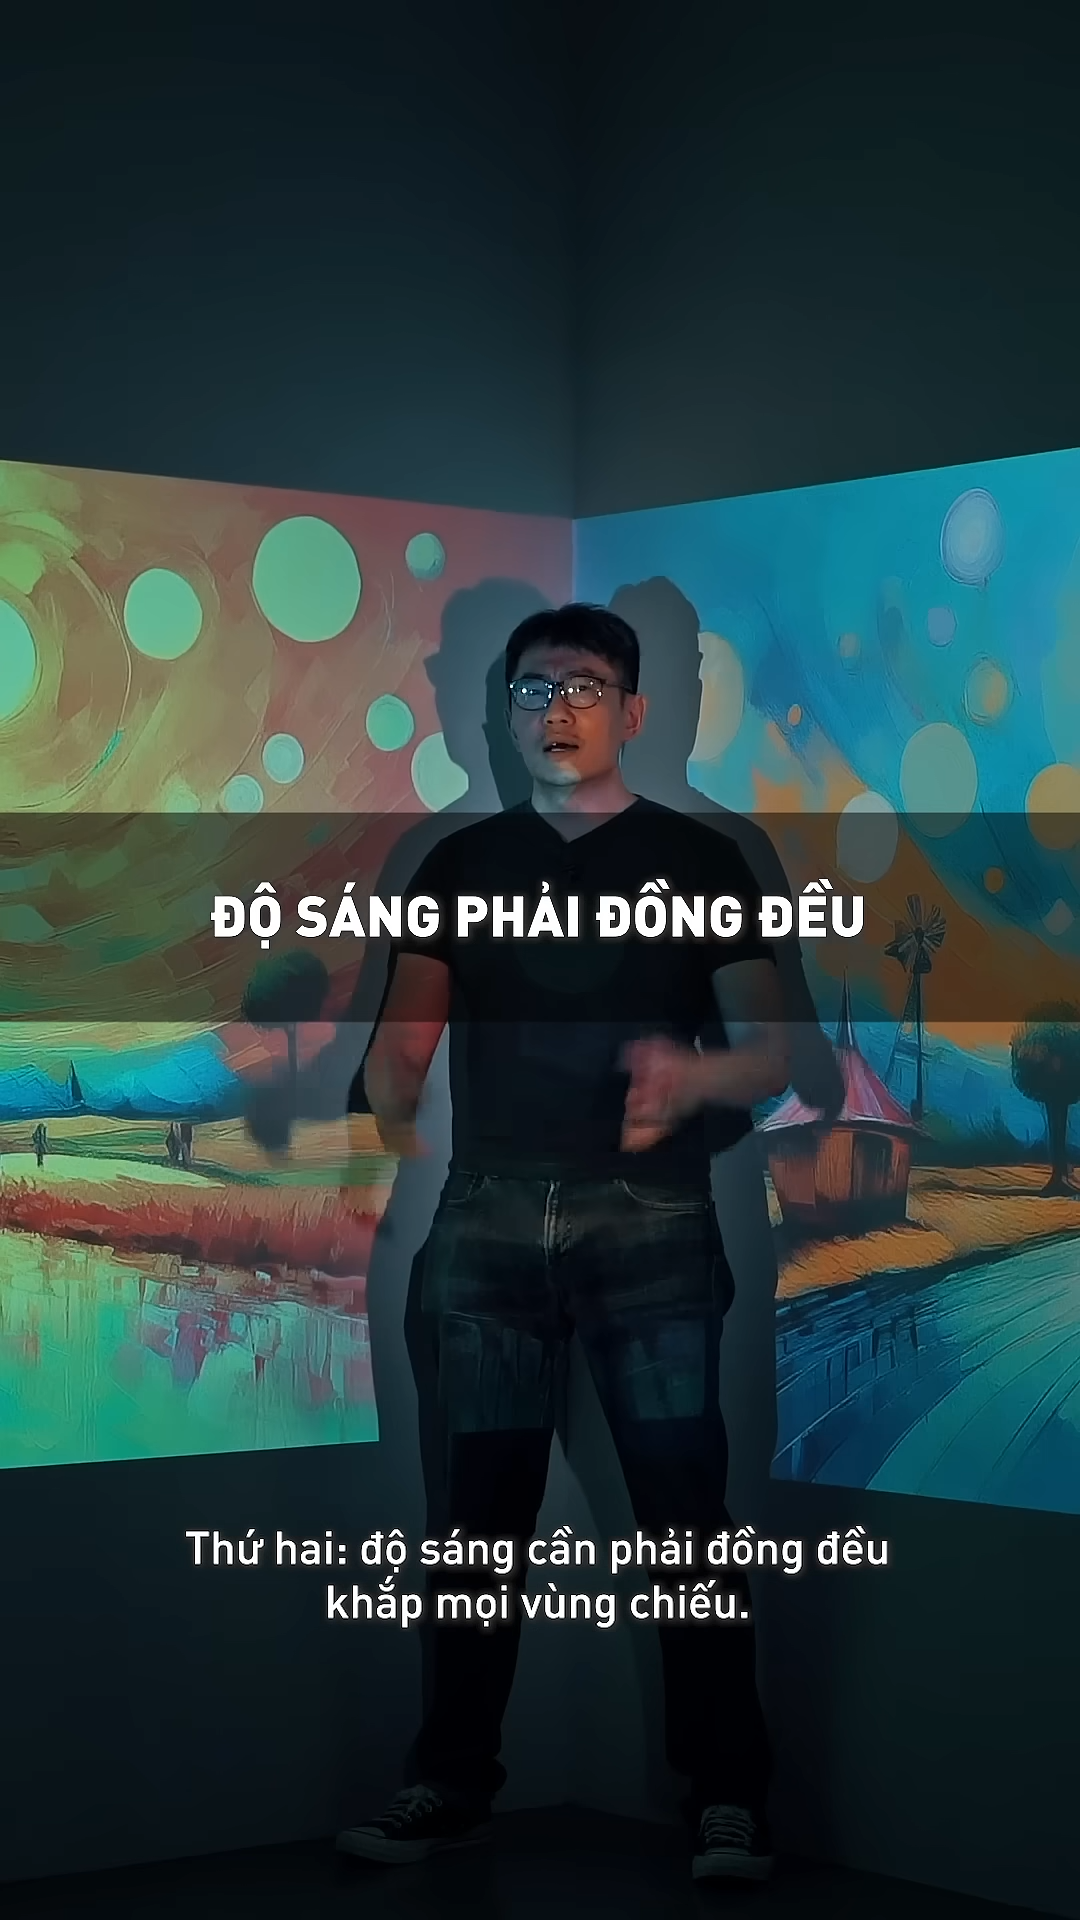 ĐỘ SÁNG PHẢI ĐỒNG ĐỀU
Thứ hai: độ sáng cần phải đồng đều
khắp mọi vùng chiếu.